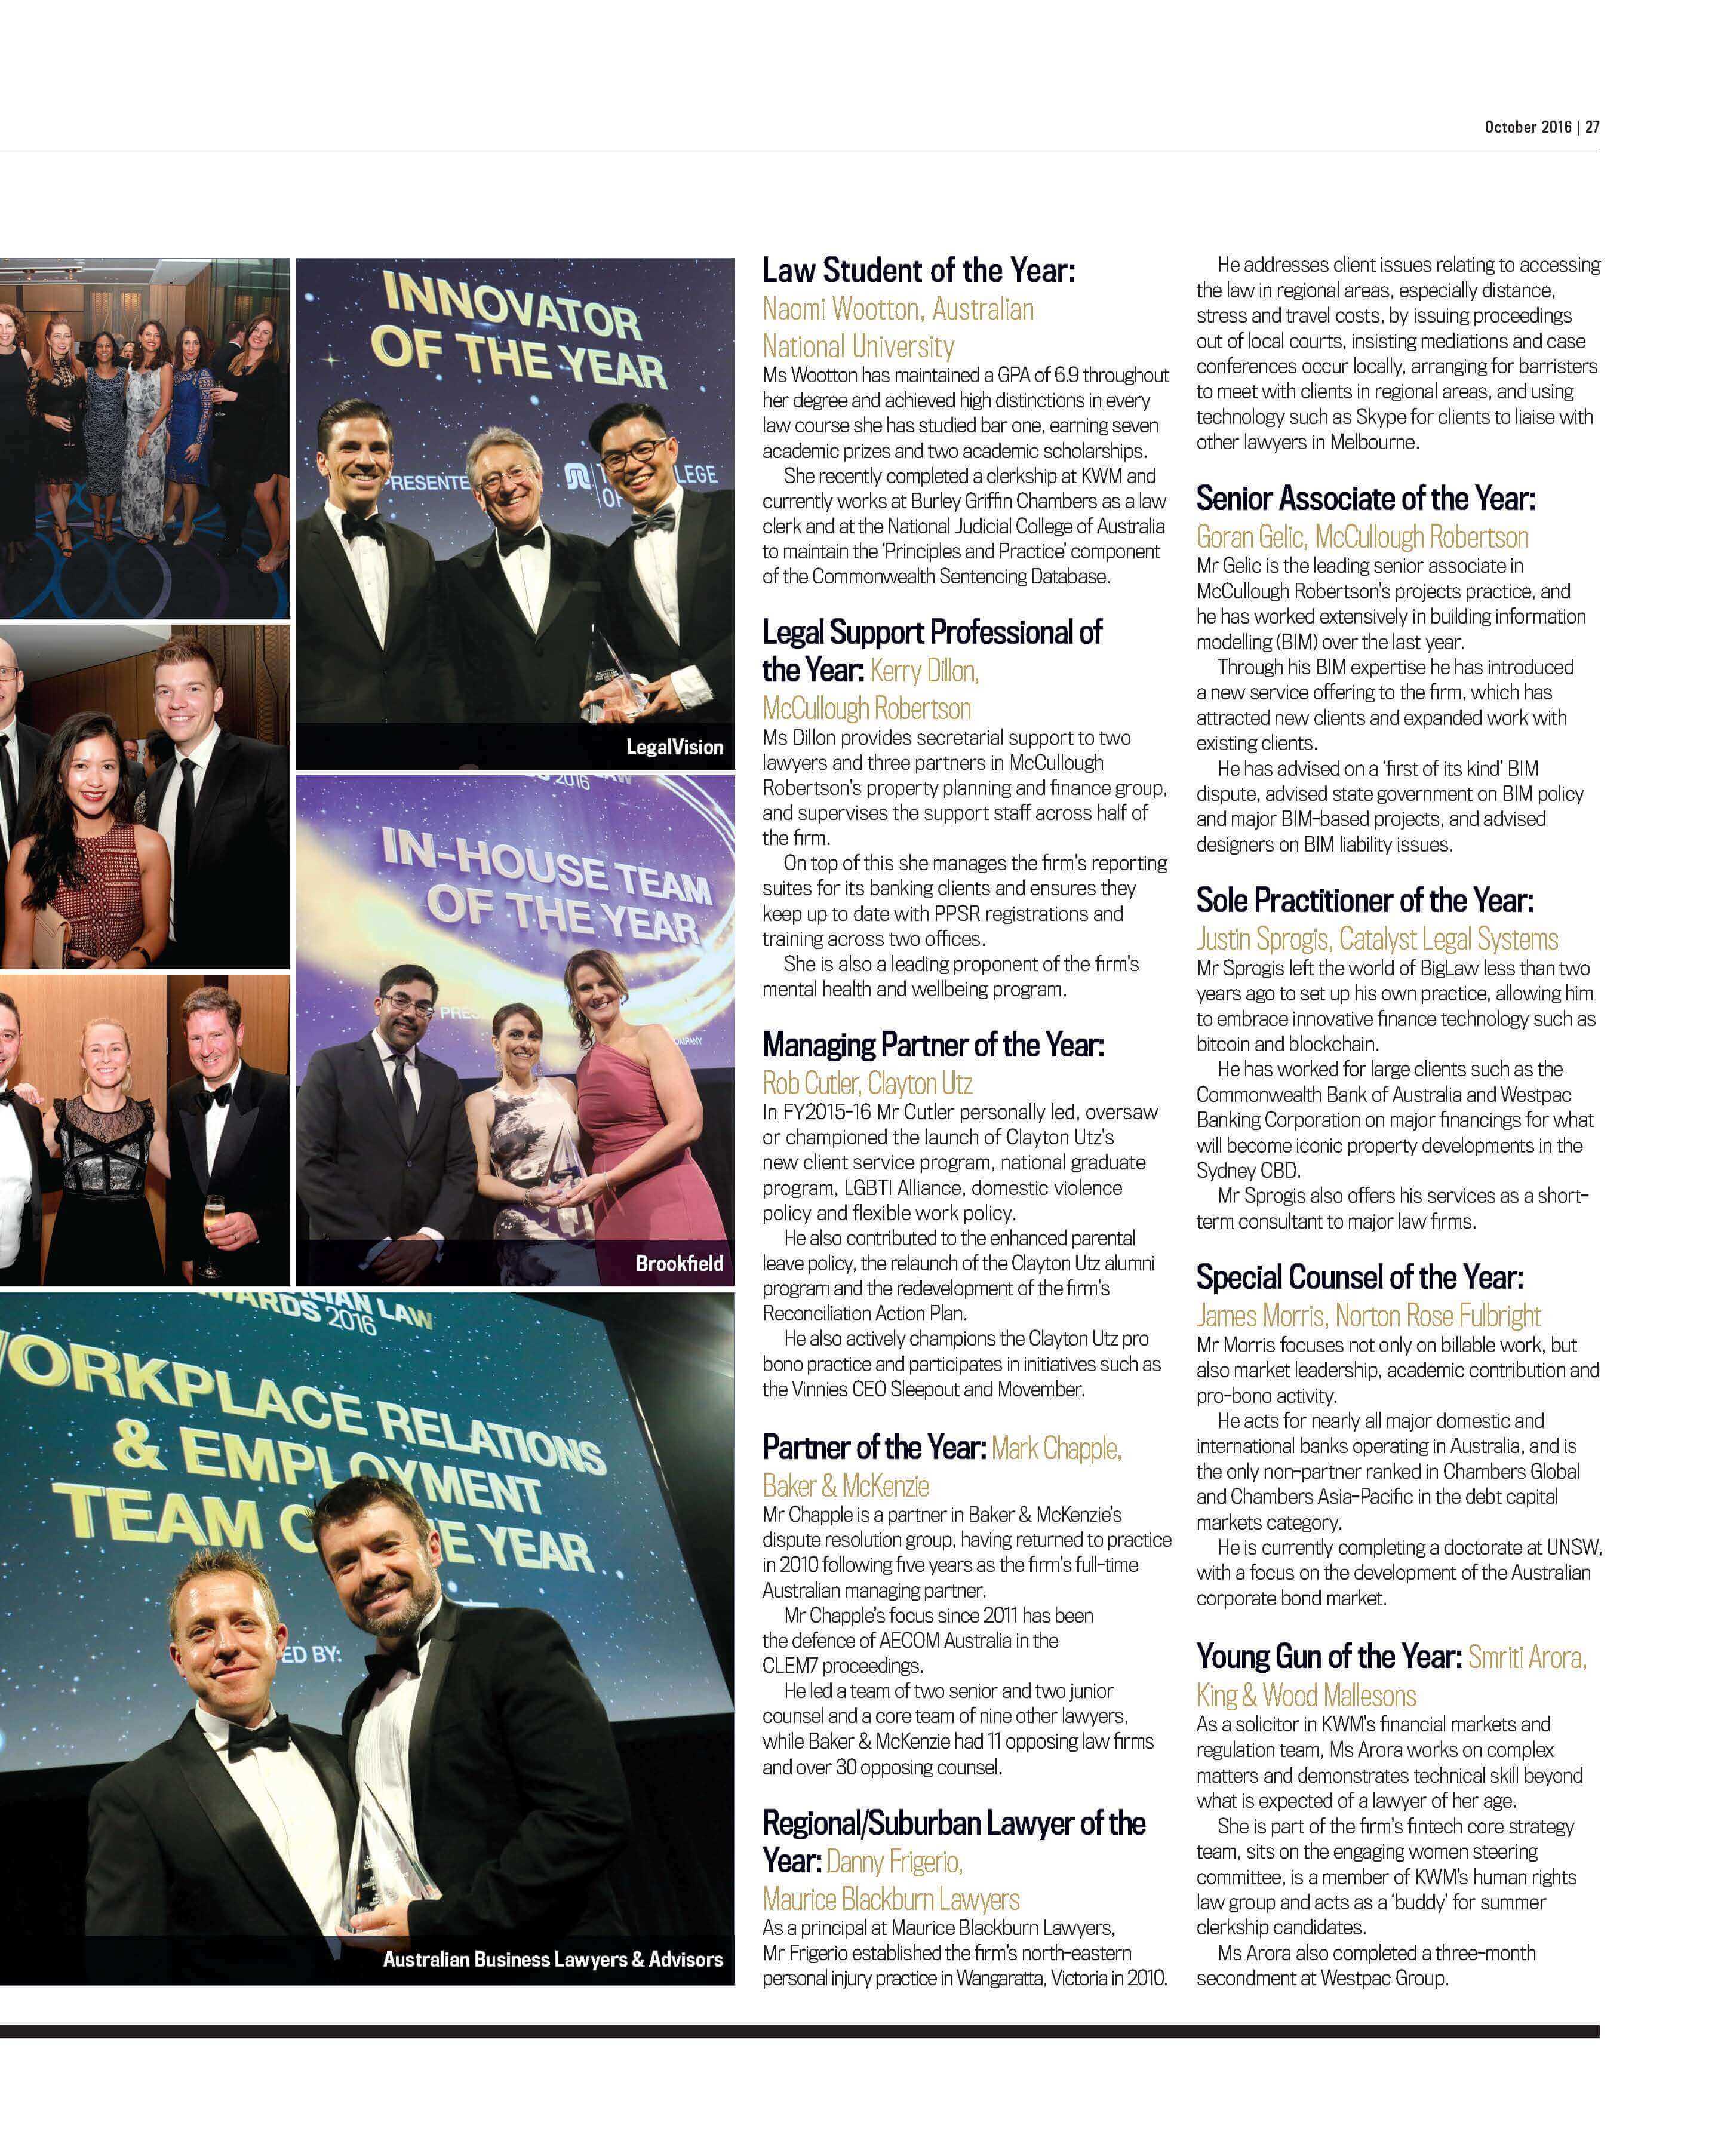 October 2016 | 27
INNOVATOR
OF THE YEAR
PRESENTE
LEGE
OF
LegalVision
2016
LAW
IN-HOUSE TEAM
OF THE YEAR
PRES
OMPANY
Brookfield
LIAN LAW
WARDS 2016
ORKPLACE RELATIONS
& EMPLOYMENT
TEAM O E YEAR
ED BY:
Australian Business Lawyers & Advisors
Law Student of the Year:
Naomi Wootton, Australian
National University
Ms Wootton has maintained a GPA of 6.9 throughout
her degree and achieved high distinctions in every
law course she has studied bar one, earning seven
academic prizes and two academic scholarships.
She recently completed a clerkship at KWM and
currently works at Burley Griffin Chambers as a law
clerk and at the National Judicial College of Australia
to maintain the ‘Principles and Practice’ component
of the Commonwealth Sentencing Database.
Legal Support Professional of
the Year: Kerry Dillon,
McCullough Robertson
Ms Dillon provides secretarial support to two
lawyers and three partners in McCullough
Robertson’s property planning and finance group,
and supervises the support staff across half of
the firm.
On top of this she manages the firm’s reporting
suites for its banking clients and ensures they
keep up to date with PPSR registrations and
training across two offices.
She is also a leading proponent of the firm’s
mental health and wellbeing program.
Managing Partner of the Year:
Rob Cutler, Clayton Utz
In FY2015-16 Mr Cutler personally led, oversaw
or championed the launch of Clayton Utz’s
new client service program, national graduate
program, LGBTI Alliance, domestic violence
policy and flexible work policy.
He also contributed to the enhanced parental
leave policy, the relaunch of the Clayton Utz alumni
program and the redevelopment of the firm’s
Reconciliation Action Plan.
He also actively champions the Clayton Utz pro
bono practice and participates in initiatives such as
the Vinnies CEO Sleepout and Movember.
Partner of the Year: Mark Chapple,
Baker & McKenzie
Mr Chapple is a partner in Baker & McKenzie’s
dispute resolution group, having returned to practice
in 2010 following five years as the firm’s full-time
Australian managing partner.
Mr Chapple’s focus since 2011 has been
the defence of AECOM Australia in the
CLEM7 proceedings.
He led a team of two senior and two junior
counsel and a core team of nine other lawyers,
while Baker & McKenzie had 11 opposing law firms
and over 30 opposing counsel.
Regional/Suburban Lawyer of the
Year: Danny Frigerio,
Maurice Blackburn Lawyers
As a principal at Maurice Blackburn Lawyers,
Mr Frigerio established the firm’s north-eastern
personal injury practice in Wangaratta, Victoria in 2010.
He addresses client issues relating to accessing
the law in regional areas, especially distance,
stress and travel costs, by issuing proceedings
out of local courts, insisting mediations and case
conferences occur locally, arranging for barristers
to meet with clients in regional areas, and using
technology such as Skype for clients to liaise with
other lawyers in Melbourne.
Senior Associate of the Year:
Goran Gelic, McCullough Robertson
Mr Gelic is the leading senior associate in
McCullough Robertson’s projects practice, and
he has worked extensively in building information
modelling (BIM) over the last year.
Through his BIM expertise he has introduced
a new service offering to the firm, which has
attracted new clients and expanded work with
existing clients.
He has advised on a ‘first of its kind’ BIM
dispute, advised state government on BIM policy
and major BIM-based projects, and advised
designers on BIM liability issues.
Sole Practitioner of the Year:
Justin Sprogis, Catalyst Legal Systems
Mr Sprogis left the world of BigLaw less than two
years ago to set up his own practice, allowing him
to embrace innovative finance technology such as
bitcoin and blockchain.
He has worked for large clients such as the
Commonwealth Bank of Australia and Westpac
Banking Corporation on major financings for what
will become iconic property developments in the
Sydney CBD.
Mr Sprogis also offers his services as a short-
term consultant to major law firms.
Special Counsel of the Year:
James Morris, Norton Rose Fulbright
Mr Morris focuses not only on billable work, but
also market leadership, academic contribution and
pro-bono activity.
He acts for nearly all major domestic and
international banks operating in Australia, and is
the only non-partner ranked in Chambers Global
and Chambers Asia-Pacific in the debt capital
markets category.
He is currently completing a doctorate at UNSW,
with a focus on the development of the Australian
corporate bond market.
Young Gun of the Year: Smriti Arora,
King & Wood Mallesons
As a solicitor in KWM’s financial markets and
regulation team, Ms Arora works on complex
matters and demonstrates technical skill beyond
what is expected of a lawyer of her age.
She is part of the firm’s fintech core strategy
team, sits on the engaging women steering
committee, is a member of KWM’s human rights
law group and acts as a ‘buddy’ for summer
clerkship candidates.
Ms Arora also completed a three-month
secondment at Westpac Group.